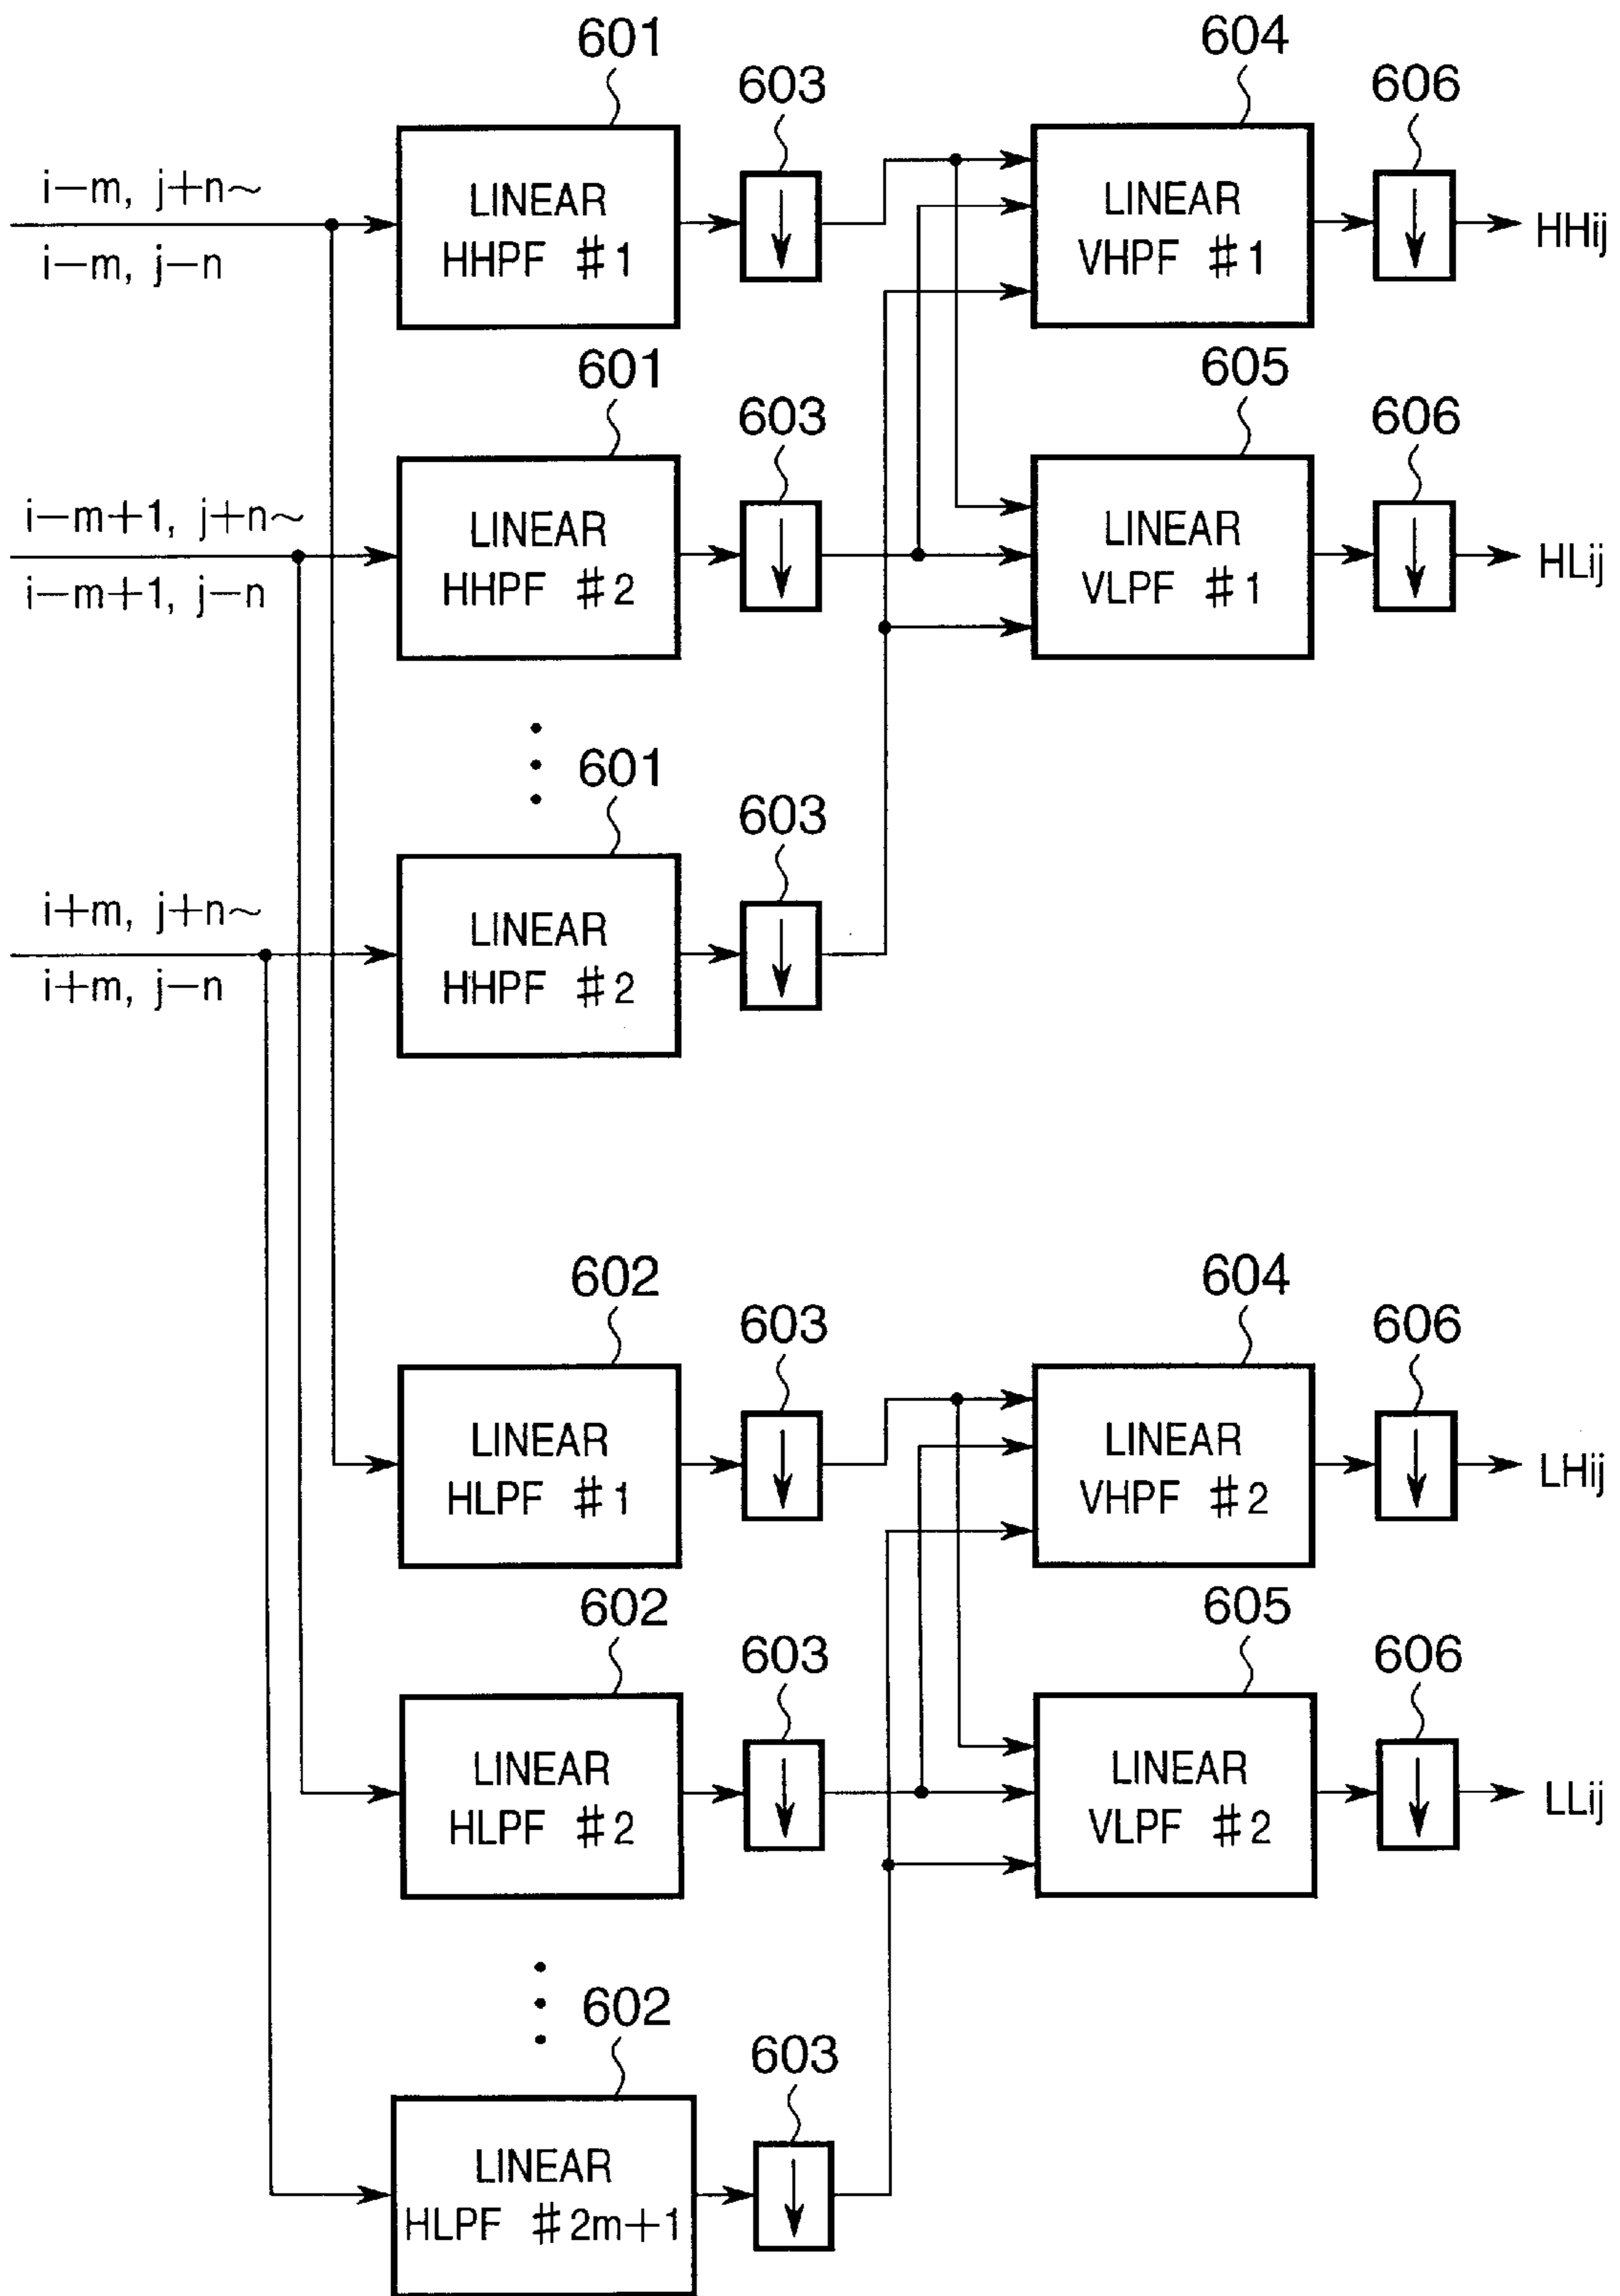 601
604
603
606
i−m, j+n~
i−m, j−n
LINEAR
HHPF #1
LINEAR
VHPF #1
HHij
601
605
603
606
i−m+1, j+n~
i−m+1, j−n
LINEAR
HHPF #2
LINEAR
VLPF #1
HLij
601
603
i+m, j+n~
i+m, j−n
LINEAR
HHPF #2
602
604
603
606
LINEAR
HLPF #1
LINEAR
VHPF #2
LHij
602
605
603
606
LINEAR
HLPF #2
LINEAR
VLPF #2
LLij
602
603
LINEAR
HLPF #2m+1